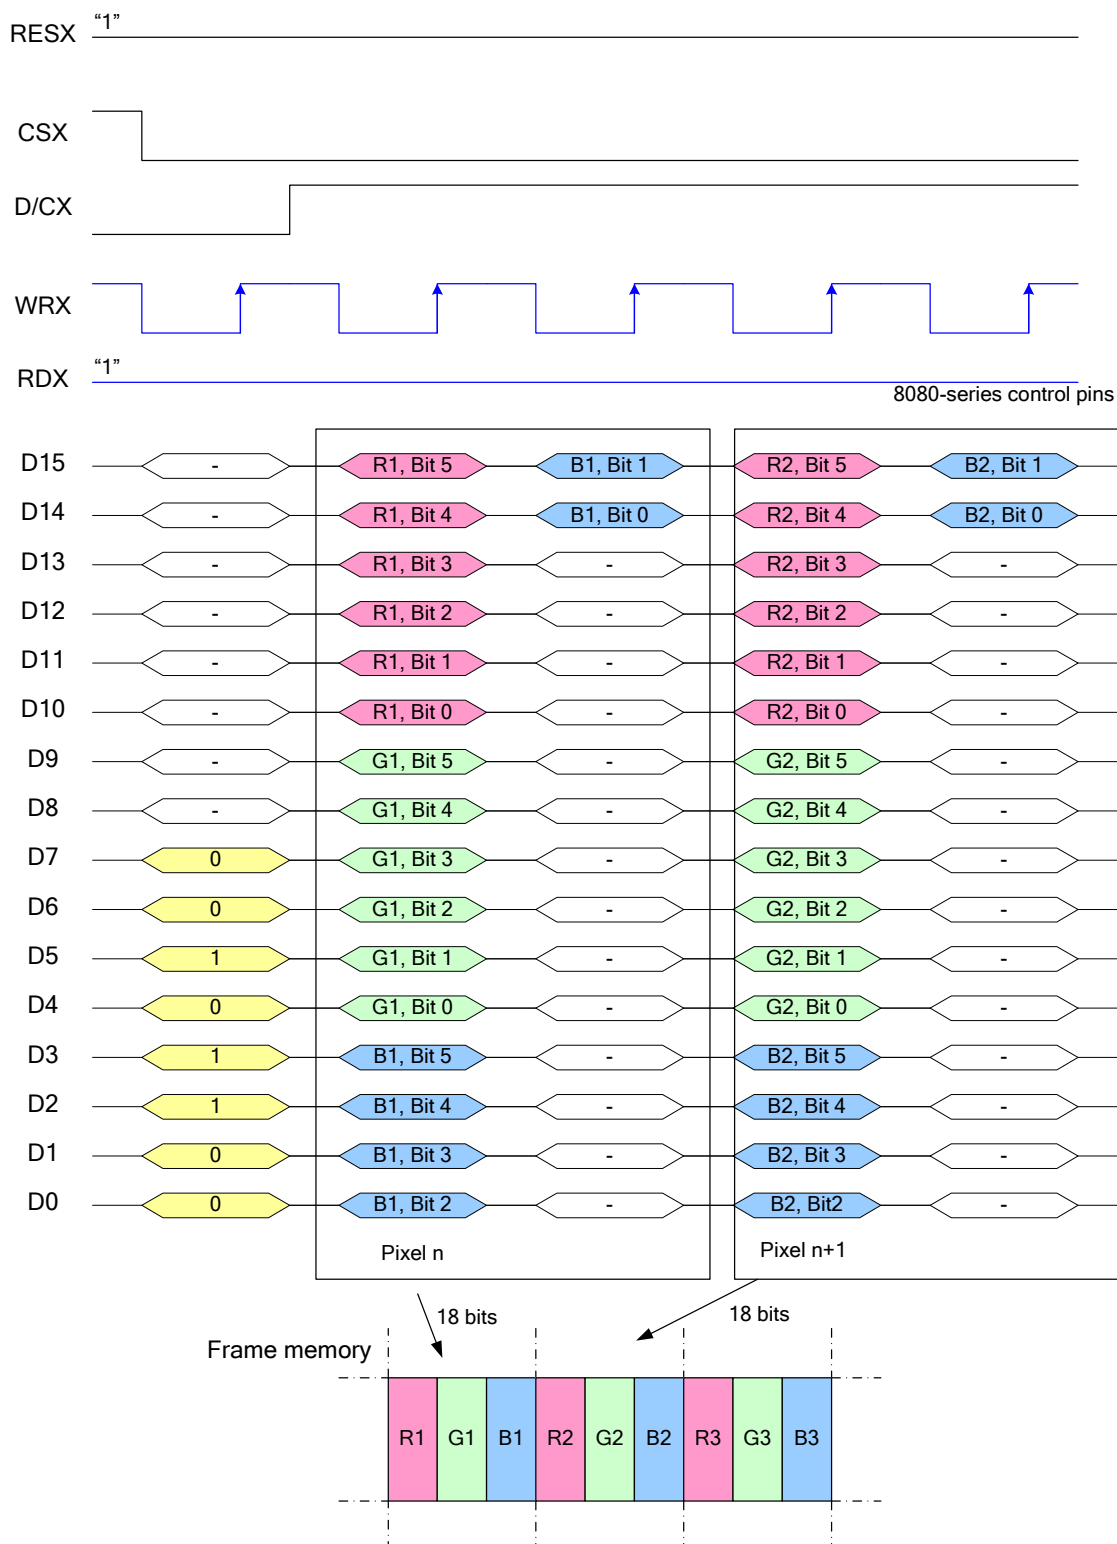 RESX “1”
CSX
D/CX
WRX
RDX “1”
8080-series control pins
D15 - R1, Bit 5 B1, Bit 1 R2, Bit 5 B2, Bit 1
D14 - R1, Bit 4 B1, Bit 0 R2, Bit 4 B2, Bit 0
D13 - R1, Bit 3 - R2, Bit 3 -
D12 - R1, Bit 2 - R2, Bit 2 -
D11 - R1, Bit 1 - R2, Bit 1 -
D10 - R1, Bit 0 - R2, Bit 0 -
D9 - G1, Bit 5 - G2, Bit 5 -
D8 - G1, Bit 4 - G2, Bit 4 -
D7 0 G1, Bit 3 - G2, Bit 3 -
D6 0 G1, Bit 2 - G2, Bit 2 -
D5 1 G1, Bit 1 - G2, Bit 1 -
D4 0 G1, Bit 0 - G2, Bit 0 -
D3 1 B1, Bit 5 - B2, Bit 5 -
D2 1 B1, Bit 4 - B2, Bit 4 -
D1 0 B1, Bit 3 - B2, Bit 3 -
D0 0 B1, Bit 2 - B2, Bit2 -
Pixel n Pixel n+1
18 bits 18 bits
Frame memory
R1 G1 B1 R2 G2 B2 R3 G3 B3